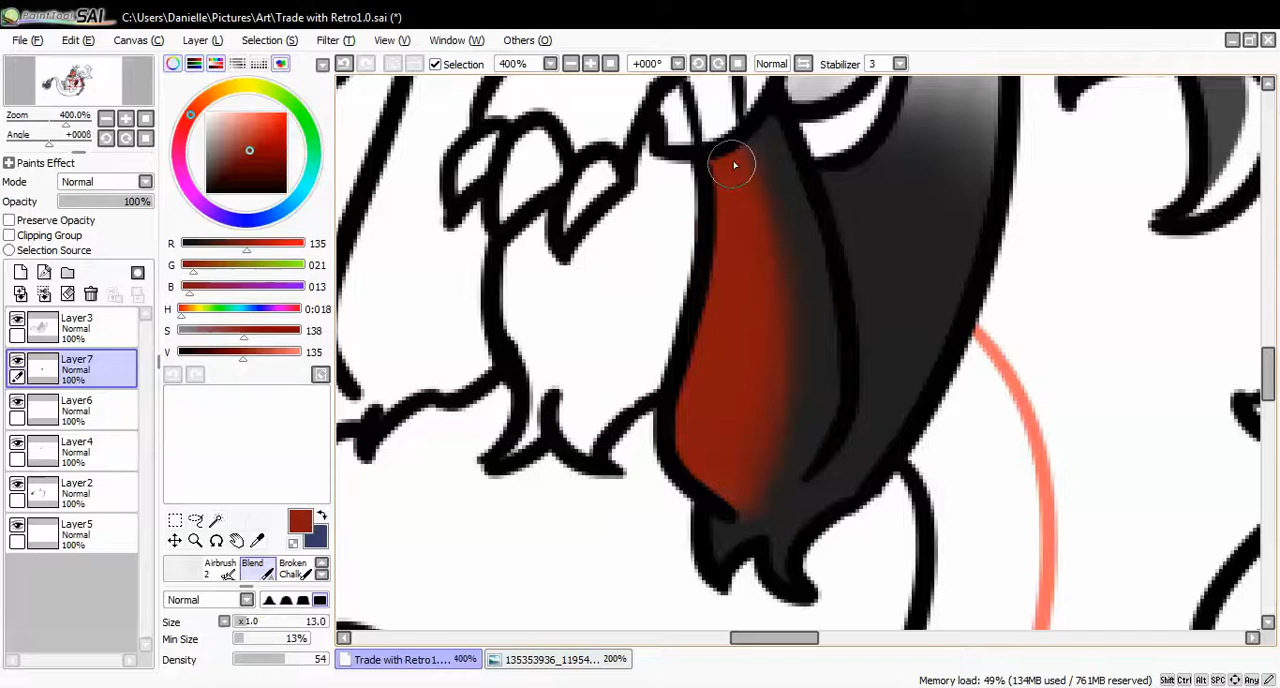 PaintTool SAI C:\Users\Danielle\Pictures\Art\Trade with Retro1.0.sai (*)
File (F) Edit (E) Canvas (C) Layer (L) Selection (S) Filter (T) View (V) Window (W) Others (O)
Selection 400% +000° Normal Stabilizer 3
Zoom 400.0%
Angle +000ß
Paints Effect
Mode Normal
Opacity 100%
Preserve Opacity
Clipping Group
Selection Source
Layer3
Normal
100%
Layer7
Normal
100%
Layer6
Normal
100%
Layer4
Normal
100%
Layer2
Normal
100%
Layer5
Normal
100%
R 135
G 021
B 013
H :018
S 138
V 135
Airbrush
2
Blend
Broken
Chalk
Normal
Size x1.0 13.0
Min Size 13%
Density 54
Trade with Retro1.... 400% 135353936_11954... 200%
Memory load: 49% (134MB used / 761MB reserved) Shift Ctrl Alt SPC Any